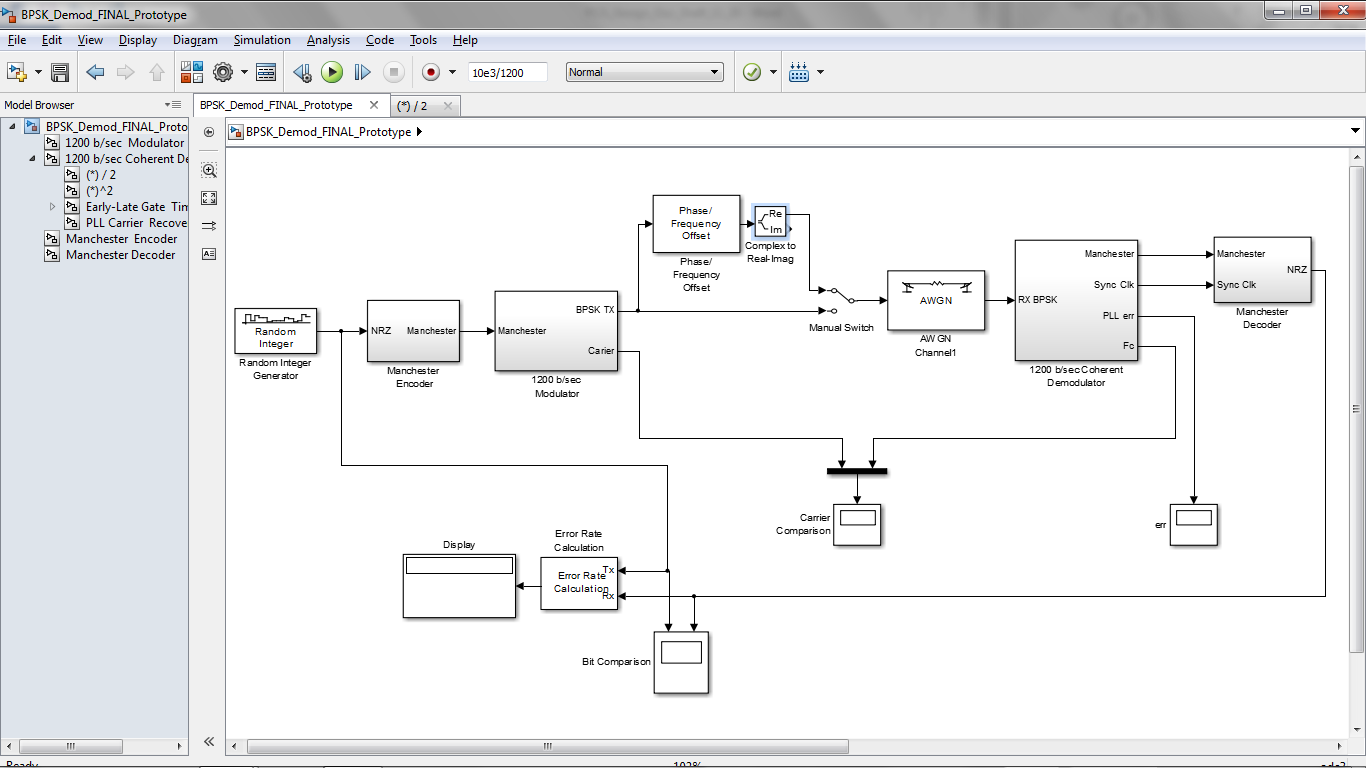 BPSK_Demod_FINAL_Prototype
File Edit View Display Diagram Simulation Analysis Code Tools Help
10e3/1200
Normal
Model Browser
BPSK_Demod_FINAL_Prototype
(*) / 2
BPSK_Demod_FINAL_Proto
1200 b/sec Modulator
1200 b/sec Coherent De
(*) / 2
(*)^2
Early-Late Gate Tim
PLL Carrier Recove
Manchester Encoder
Manchester Decoder
BPSK_Demod_FINAL_Prototype
Random
Integer
Random Integer
Generator
NRZ
Manchester
Manchester
Encoder
Manchester
BPSK TX
Carier
1200 b/sec
Modulator
Phase/
Frequency
Offset
Phase/
Frequency
Offset
Re
Im
Complex to
Real-Imag
Manual Switch
AWGN
AWGN
Channel1
RX BPSK
Manchester
Sync Clk
PLL err
Fc
1200 b/sec Coherent
Demodulator
Manchester
Sync Clk
NRZ
Manchester
Decoder
Carrier
Comparison
err
Display
Error Rate
Calculation
Error Rate
Calculation
Tx
Rx
Bit Comparison
Ready
102%